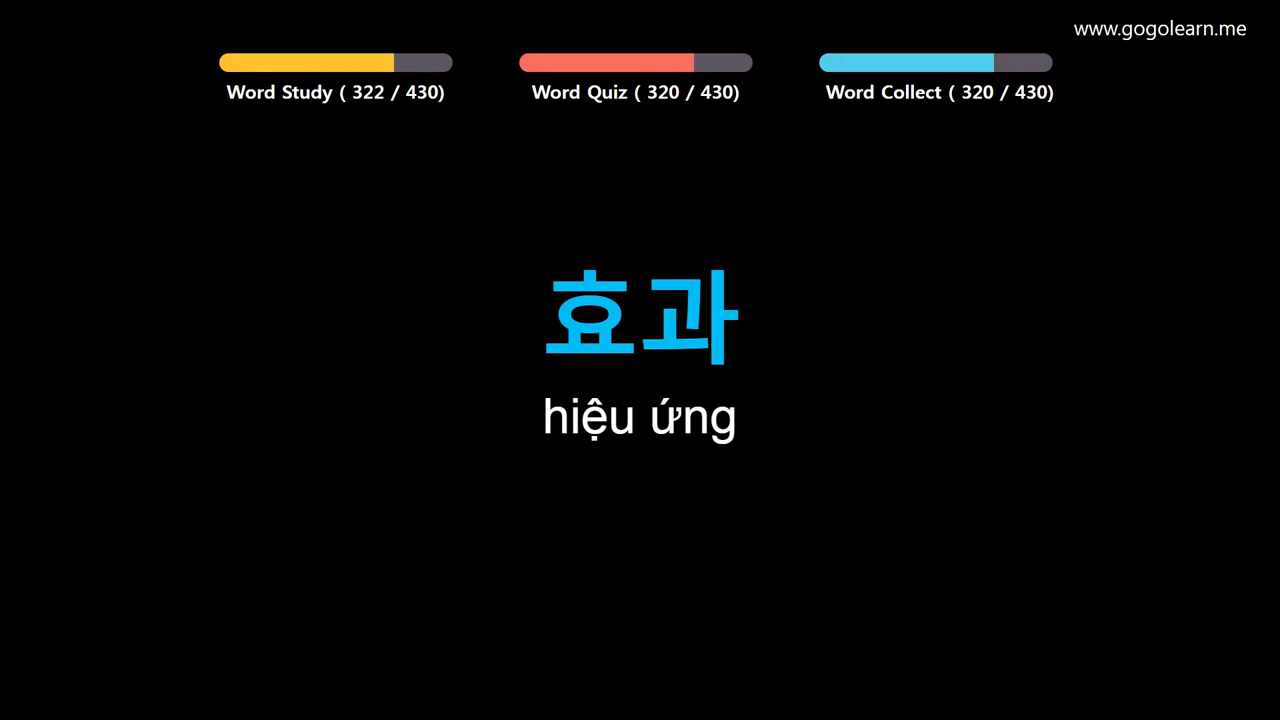 www.gogolearn.me
Word Study ( 322 / 430)
Word Quiz ( 320 / 430)
Word Collect ( 320 / 430)
효과
hiệu ứng